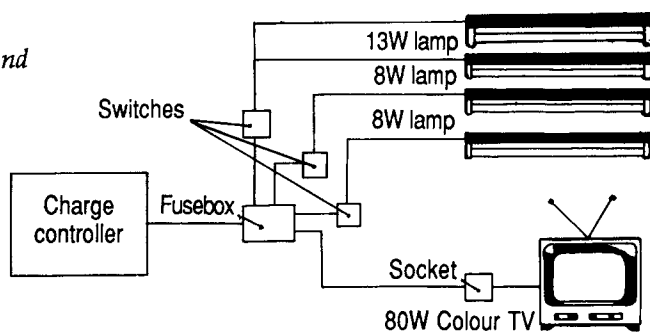 nd
13W lamp
8W lamp
Switches
8W lamp
Charge
controller
Fusebox
Socket
80W Colour TV